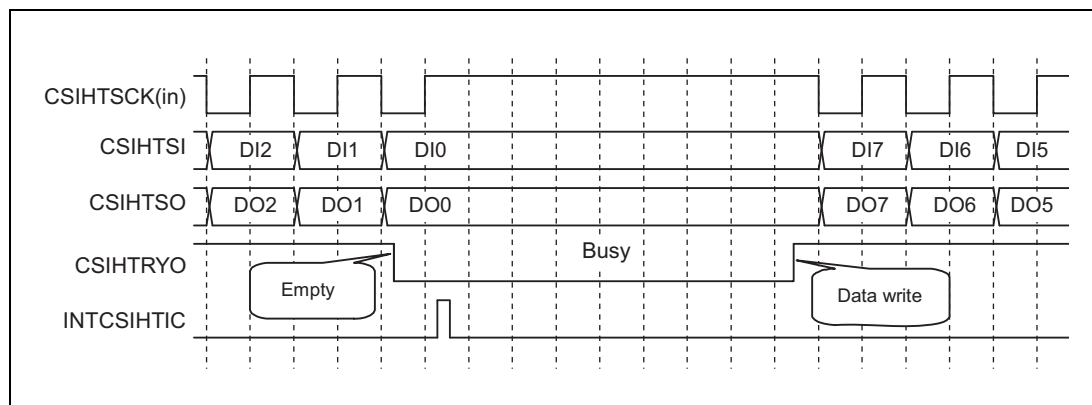 CSIHTSCK(in)
CSIHTSI DI2 DI1 DI0 DI7 DI6 DI5
CSIHTSO DO2 DO1 DO0 DO7 DO6 DO5
CSIHTRYO Busy
Empty Data write
INTCSIHTIC